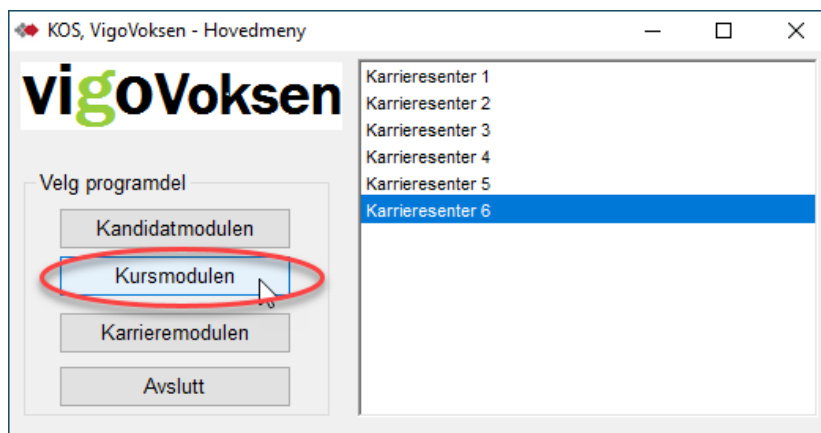 KOS, VigoVoksen - Hovedmeny
vigoVoksen
Velg programdel
Kandidatmodulen
Kursmodulen
Karrieremodulen
Avslutt
Karrieresenter 1
Karrieresenter 2
Karrieresenter 3
Karrieresenter 4
Karrieresenter 5
Karrieresenter 6